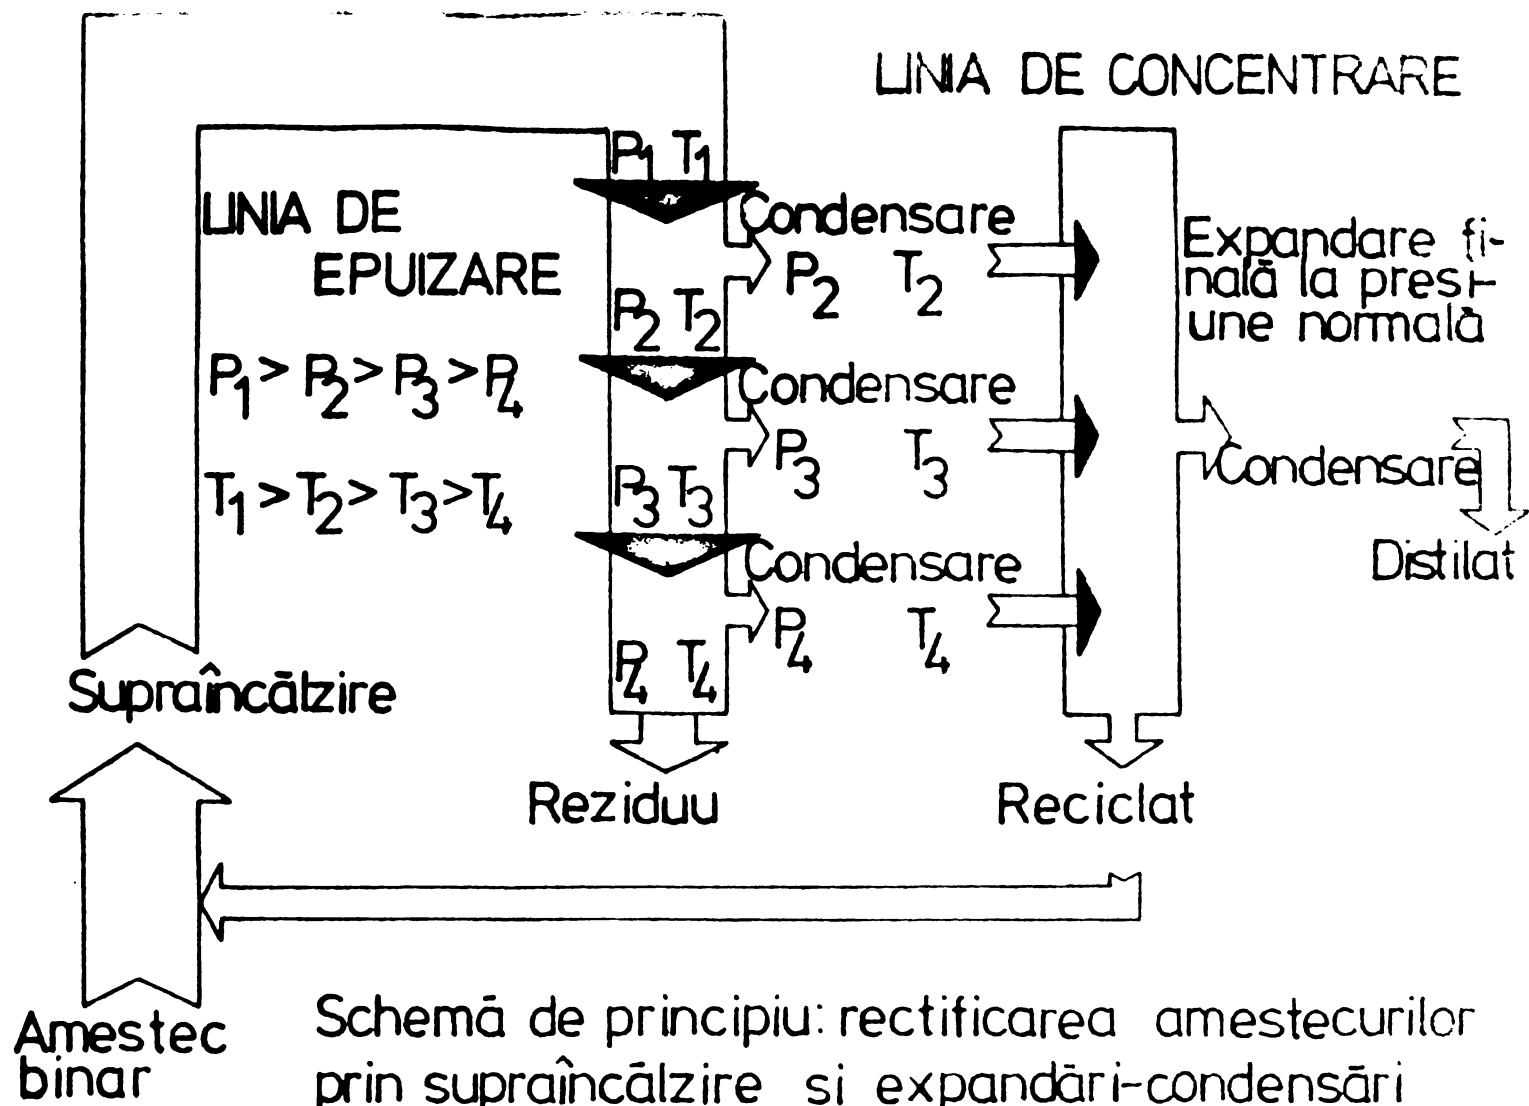 LINIA DE CONCENTRARE
P1 T1
LINIA DE
EPUIZARE
Condensare
P2 T2
Expandare fi-
nală la presi-
une normală
P2 T2
P1 > P2 > P3 > P4
Condensare
P3 T3
Condensare
T1 > T2 > T3 > T4
P3 T3
Condensare
Distilat
P4 T4
P4 T4
Supraîncălzire
Reziduu
Reciclat
Amestec
binar
Schemă de principiu: rectificarea amestecurilor
prin supraîncălzire si expandări-condensări